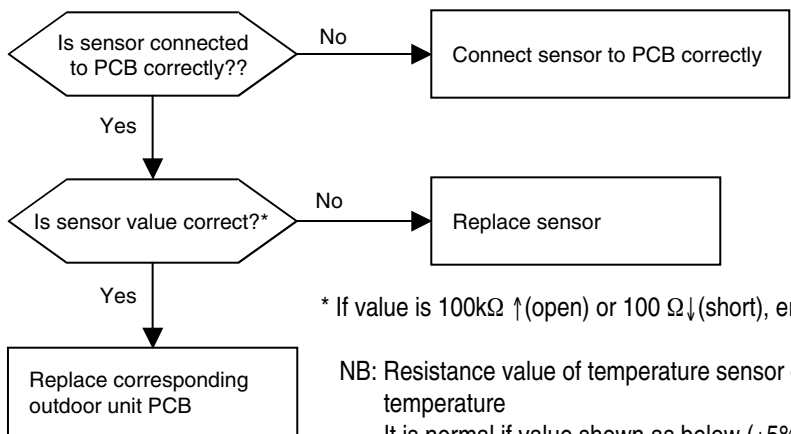 Is sensor connected
to PCB correctly??
No
Connect sensor to PCB correctly
Yes
Is sensor value correct?*
No
Replace sensor
Yes
* If value is 100kΩ ↑(open) or 100 Ω↓(short),
Replace corresponding
outdoor unit PCB
NB: Resistance value of temperature sensor
temperature
It is normal if value shown as below (±5%